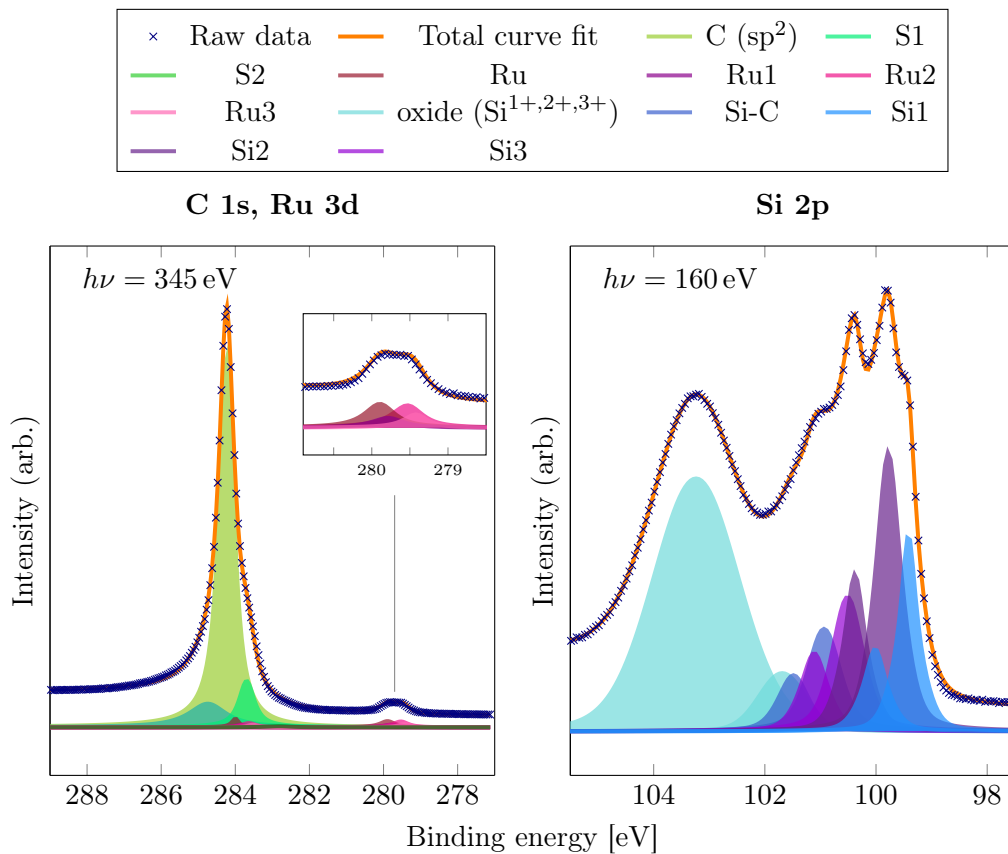 Raw data Total curve fit C (sp²) S1
S2 Ru Ru1 Ru2
Ru3 oxide (Si¹⁺,²⁺,³⁺) Si-C Si1
Si2 Si3
C 1s, Ru 3d
Si 2p
hν = 345 eV
hν = 160 eV
280 279
Intensity (arb.)
Intensity (arb.)
288 286 284 282 280 278
104 102 100 98
Binding energy [eV]